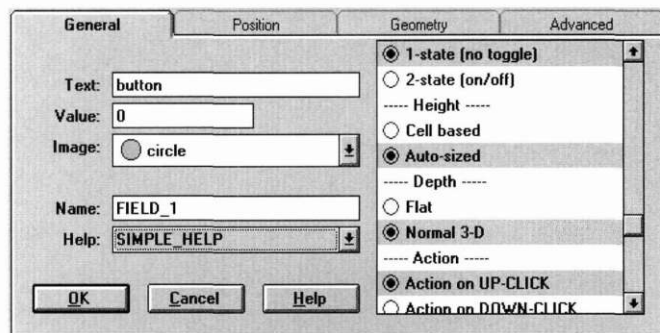 General Position Geometry Advanced
Text: button
Value: 0
Image: circle
Name: FIELD_1
Help: SIMPLE_HELP
OK Cancel Help
1-state (no toggle)
2-state (on/off)
----- Height -----
Cell based
Auto-sized
----- Depth -----
Flat
Normal 3-D
----- Action -----
Action on UP-CLICK
Action on DOWN-CLICK